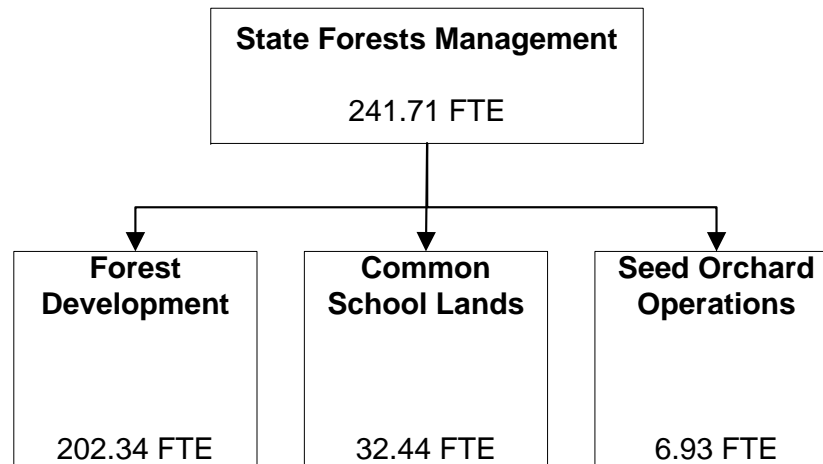 State Forests Management
241.71 FTE
Forest
Development
202.34 FTE
Common
School Lands
32.44 FTE
Seed Orchard
Operations
6.93 FTE